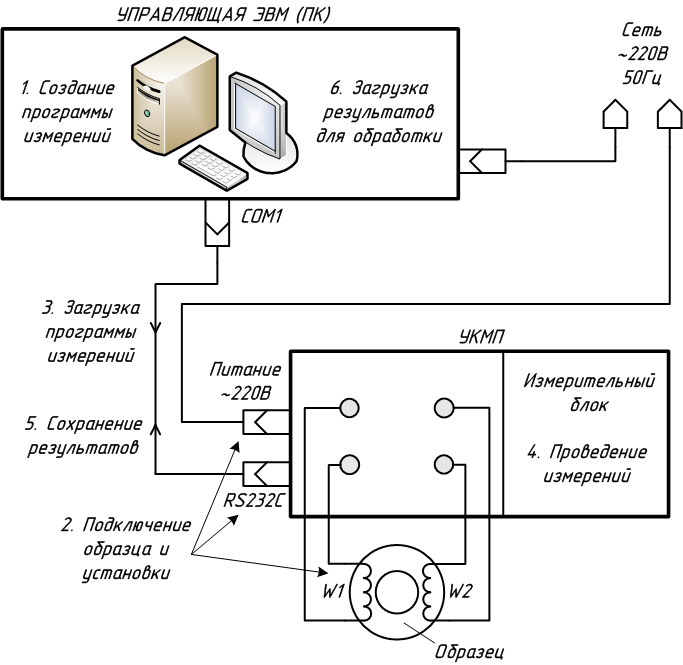 УПРАВЛЯЮЩАЯ ЭВМ (ПК)
Сеть
~220В
50Гц
1. Создание
программы
измерений
6. Загрузка
результатов
для обработки
COM1
3. Загрузка
программы
измерений
УКМП
Питание
~220В
Измерительный
блок
5. Сохранение
результатов
4. Проведение
измерений
RS232C
2. Подключение
образца и
установки
W1
W2
Образец